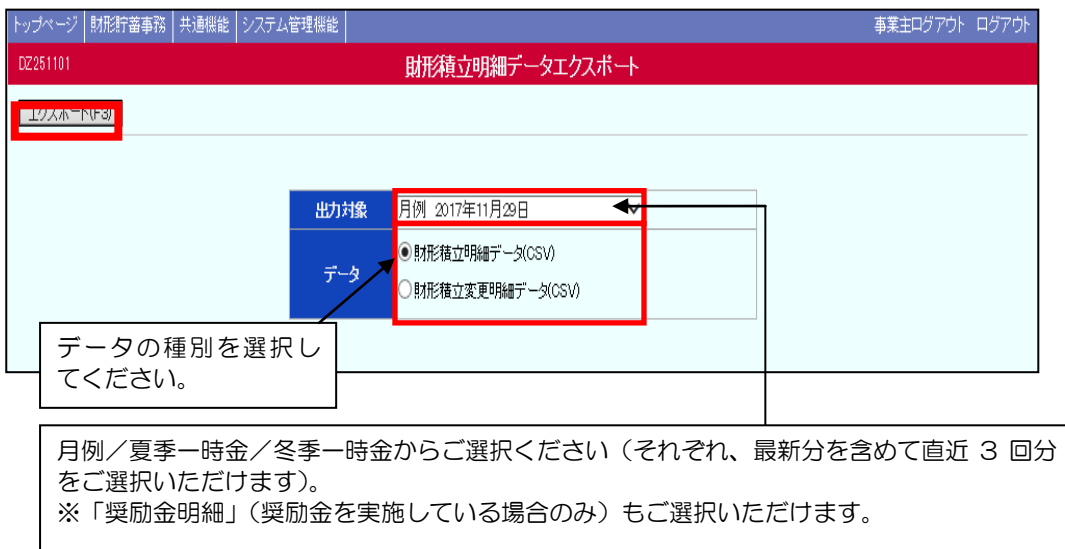 トップページ 財形貯蓄事務 共通機能 システム管理機能 事業主ログアウト ログアウト
DZ251101 財形積立明細データエクスポート
エクスポート(F3)
出力対象 月例 2017年11月29日
データ
財形積立明細データ(CSV)
財形積立変更明細データ(CSV)
データの種別を選択し
てください。
月例／夏季一時金／冬季一時金からご選択ください（それぞれ、最新分を含めて直近 3 回分
をご選択いただけます）。
※「奨励金明細」（奨励金を実施している場合のみ）もご選択いただけます。